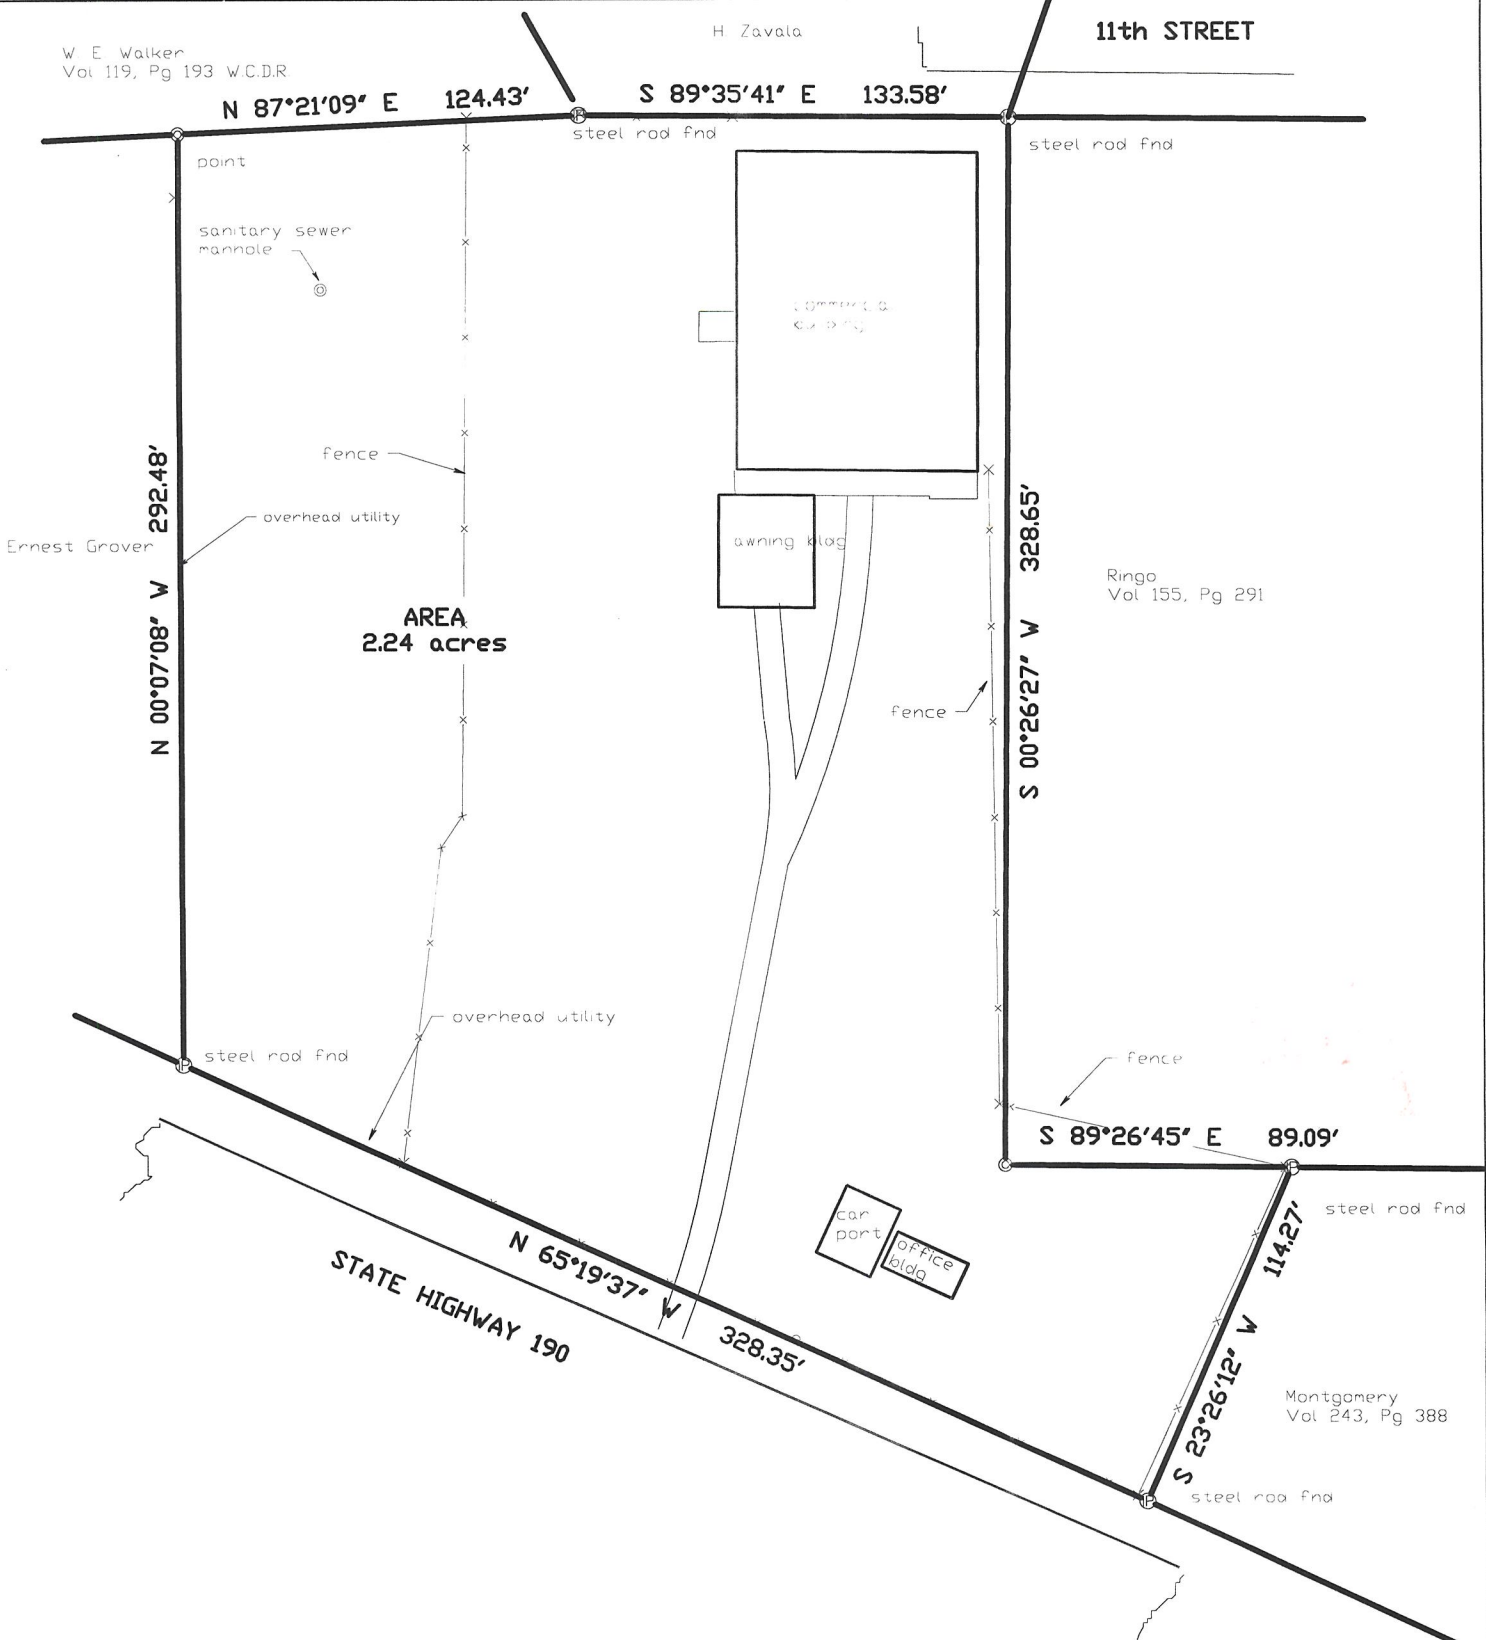 H Zavala
11th STREET
W. E. Walker
Vol 119, Pg 193 W.C.D.R.
N 87°21'09" E 124.43'
S 89°35'41" E 133.58'
steel rod fnd
steel rod fnd
point
sanitary sewer
manhole
fence
292.48'
overhead utility
Ernest Grover
N 00°07'08" W
awning bldg
328.65'
S 00°26'27" W
Ringo
Vol 155, Pg 291
AREA
2.24 acres
fence
overhead utility
steel rod fnd
fence
S 89°26'45" E 89.09'
steel rod fnd
car
port
office
bldg
114.27'
S 23°26'12" W
N 65°19'37" W
328.35'
STATE HIGHWAY 190
Montgomery
Vol 243, Pg 388
steel rod fnd